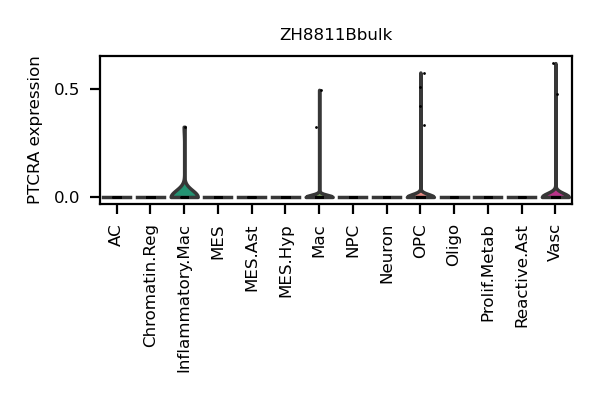 ZH8811Bbulk
PTCRA expression
0.5
0.0
AC
Chromatin.Reg
Inflammatory.Mac
MES
MES.Ast
MES.Hyp
Mac
NPC
Neuron
OPC
Oligo
Prolif.Metab
Reactive.Ast
Vasc